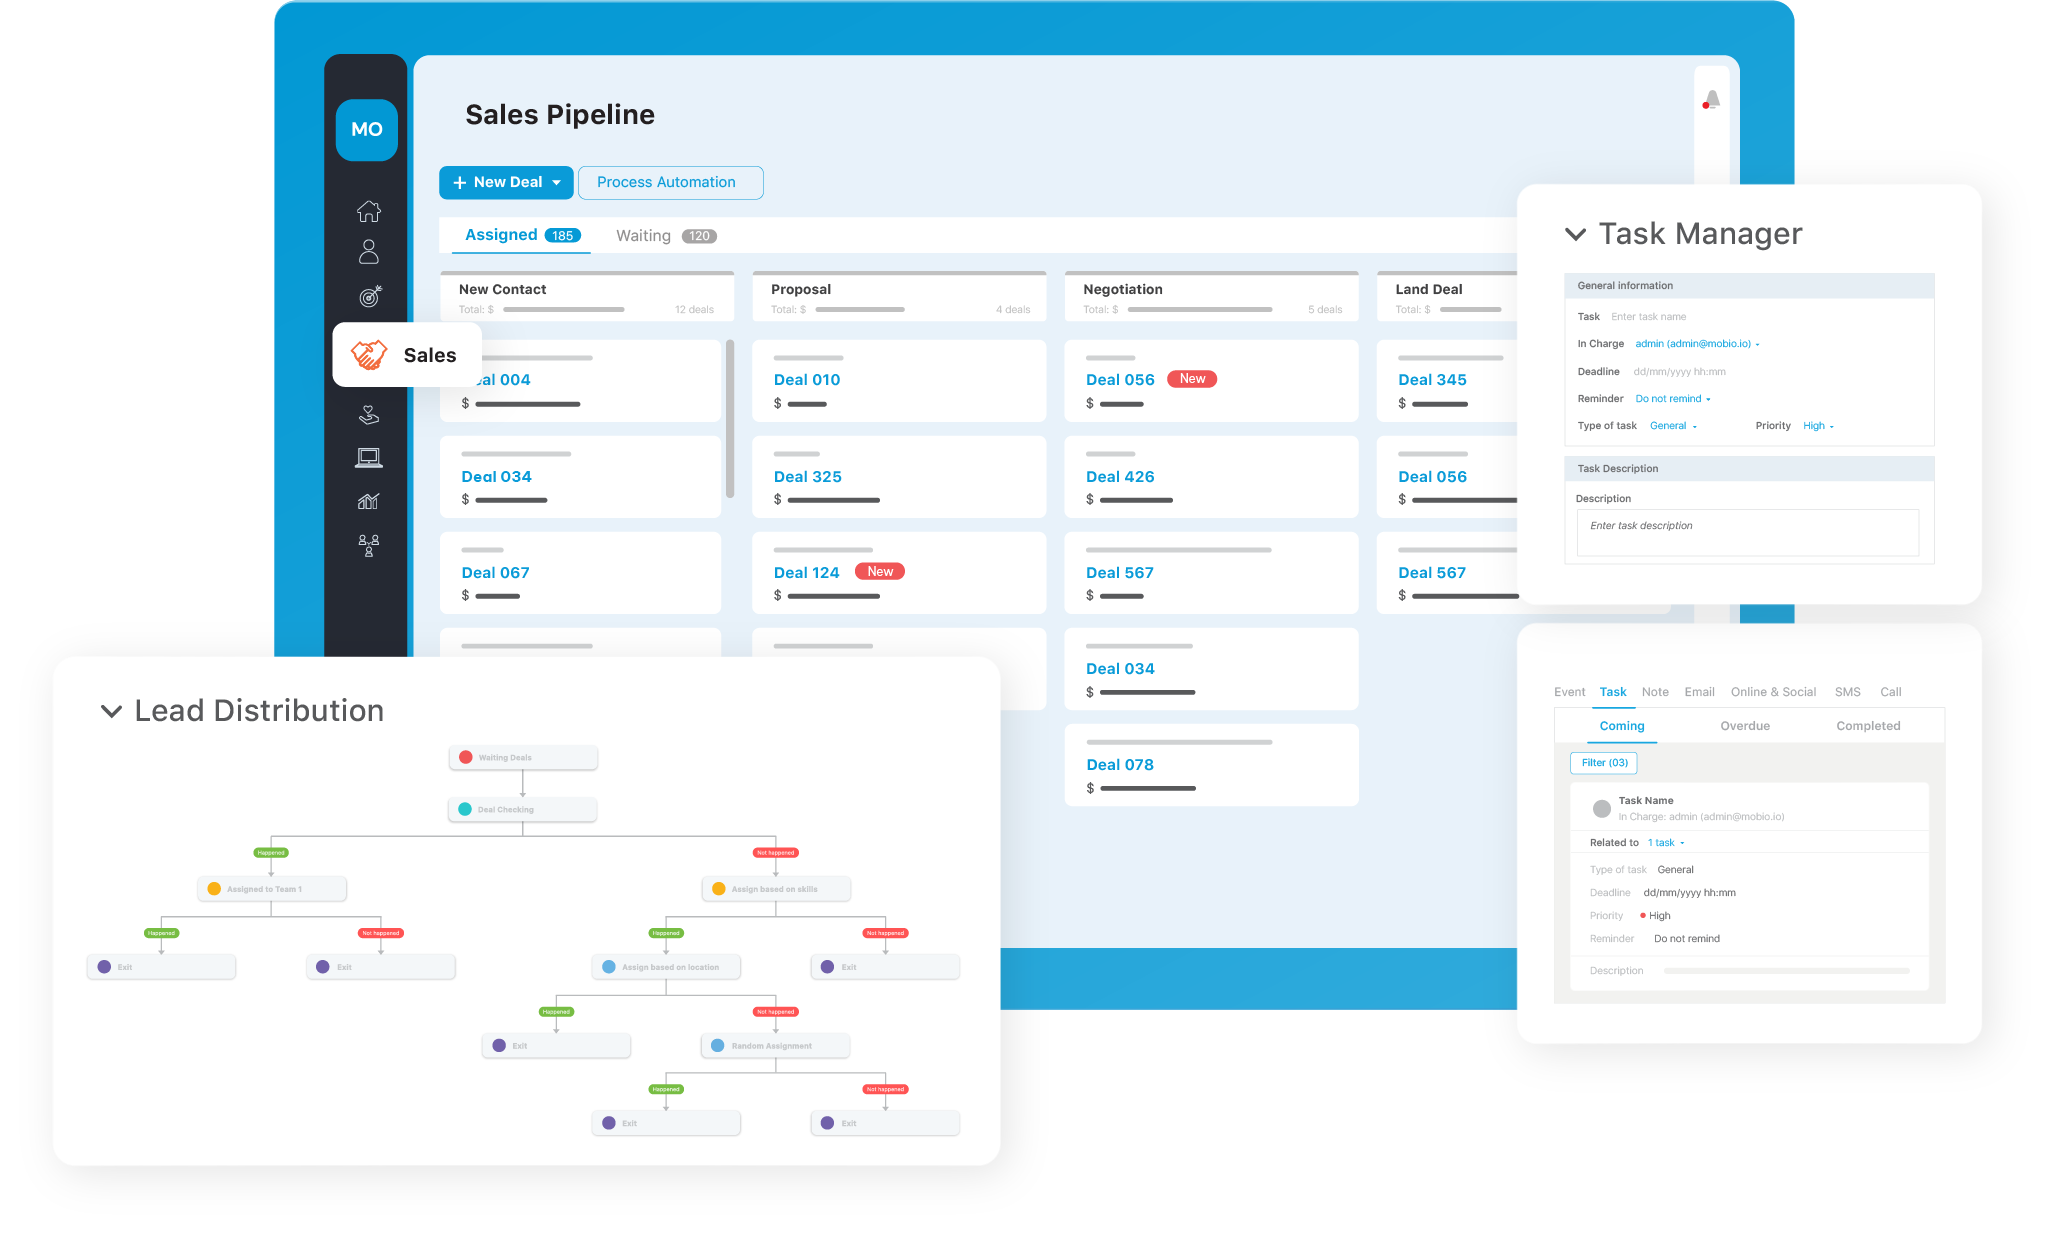 MO
Sales Pipeline
+ New Deal
Process Automation
Assigned 185
Waiting 120
New Contact
Total: $
12 deals
Proposal
Total: $
4 deals
Negotiation
Total: $
5 deals
Land Deal
Total: $
Sales
al 004
$
Deal 034
$
Deal 067
$
Deal 010
$
Deal 325
$
Deal 124 New
$
Deal 056 New
$
Deal 426
$
Deal 567
$
Deal 034
$
Deal 078
$
Deal 345
$
Deal 056
$
Deal 567
$
Task Manager
General information
Task Enter task name
In Charge admin (admin@mobio.io)
Deadline dd/mm/yyyy hh:mm
Reminder Do not remind
Type of task General Priority High
Task Description
Description
Enter task description
Event Task Note Email Online & Social SMS Call
Coming Overdue Completed
Filter (03)
Task Name
In Charge: admin (admin@mobio.io)
Related to 1 task
Type of task General
Deadline dd/mm/yyyy hh:mm
Priority High
Reminder Do not remind
Description
Lead Distribution
Waiting Deals
Deal Checking
Happened Not happened
Assigned to Team 1 Assign based on skills
Happened Not happened Happened Not happened
Exit Exit Assign based on location Exit
Happened Not happened
Exit Random Assignment
Happened Not happened
Exit Exit